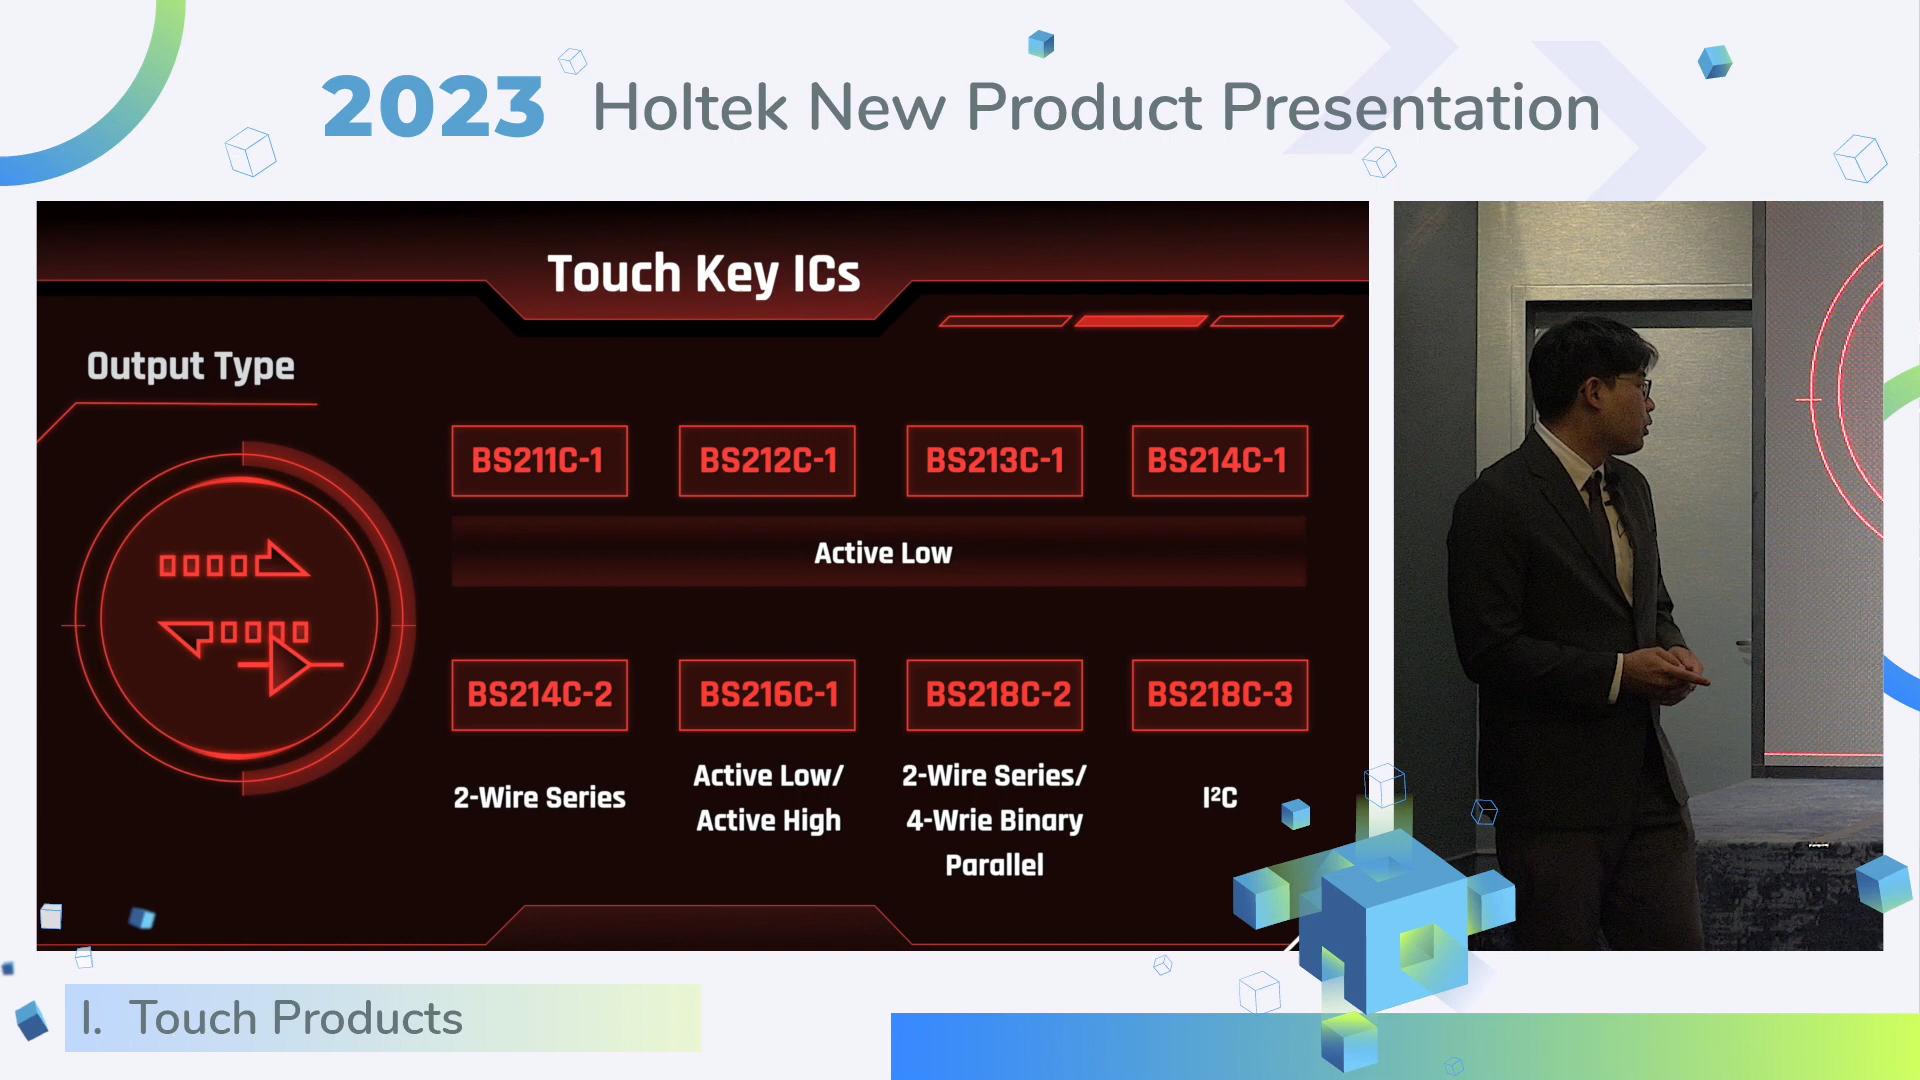 2023 Holtek New Product Presentation
Touch Key ICs
Output Type
BS211C-1 BS212C-1 BS213C-1 BS214C-1
Active Low
BS214C-2 BS216C-1 BS218C-2 BS218C-3
2-Wire Series
Active Low/
Active High
2-Wire Series/
4-Wrie Binary
Parallel
I²C
I. Touch Products